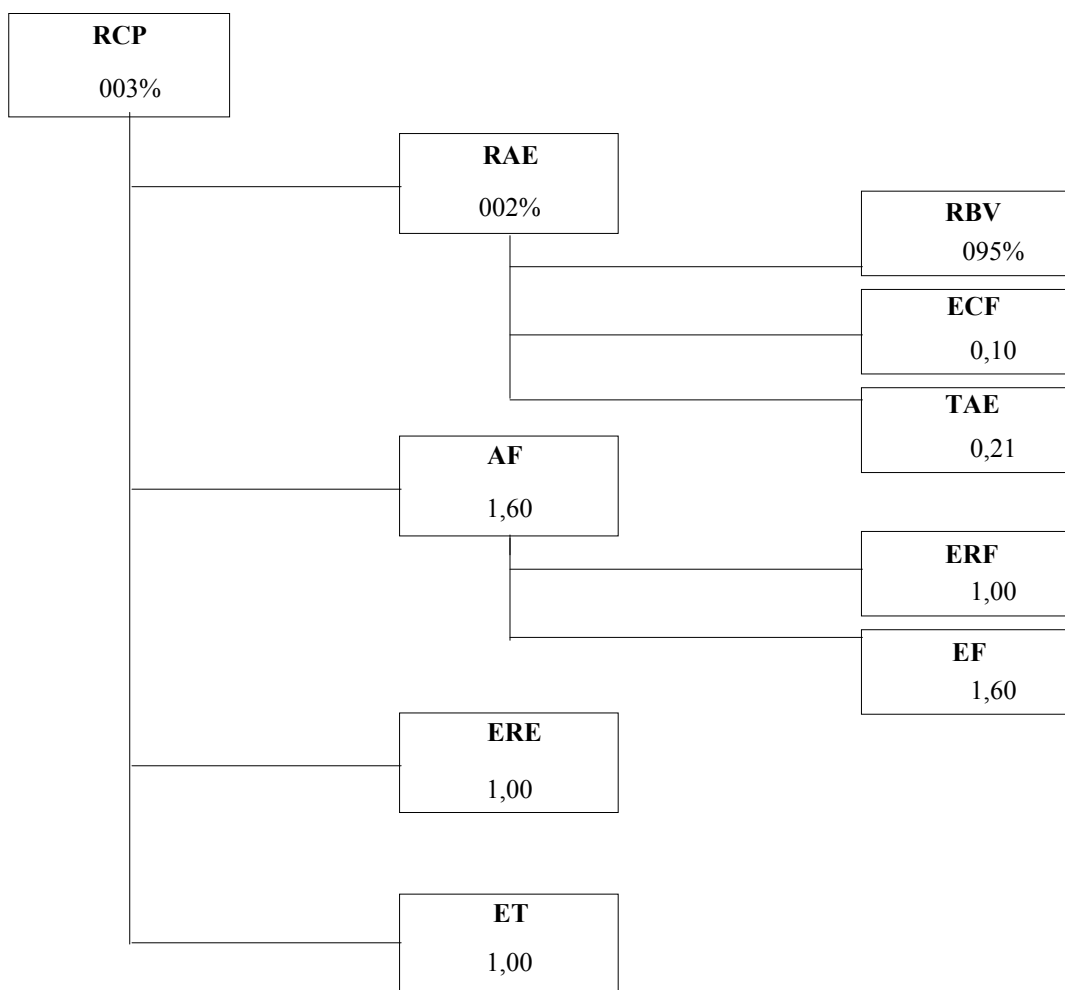 RCP
003%
RAE
002%
RBV
095%
ECF
0,10
TAE
0,21
AF
1,60
ERF
1,00
EF
1,60
ERE
1,00
ET
1,00